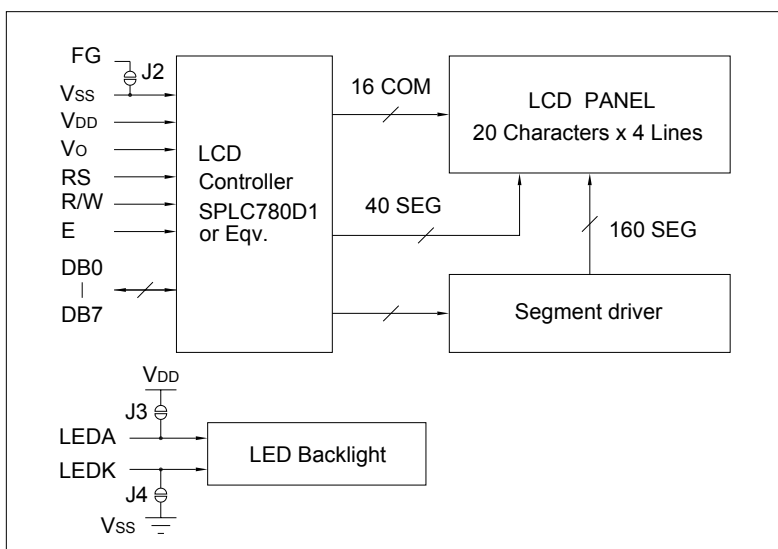 FG
J2
VSS
VDD
VO
RS
R/W
E
DB0
DB7
LCD
Controller
SPLC780D1
or Eqv.
16 COM
40 SEG
LCD PANEL
20 Characters x 4 Lines
160 SEG
Segment driver
VDD
J3
LEDA
LEDK
J4
VSS
LED Backlight